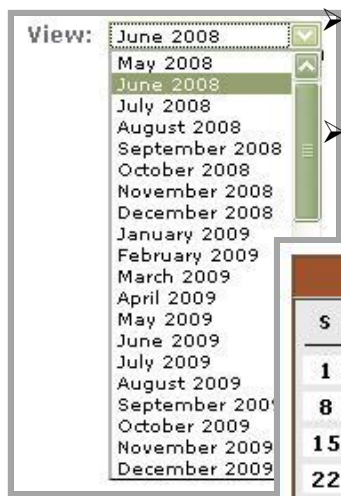 View: June 2008
May 2008
June 2008
July 2008
August 2008
September 2008
October 2008
November 2008
December 2008
January 2009
February 2009
March 2009
April 2009
May 2009
June 2009
July 2009
August 2009
September 200
October 2009
November 2009
December 2009
S
1
8
15
22